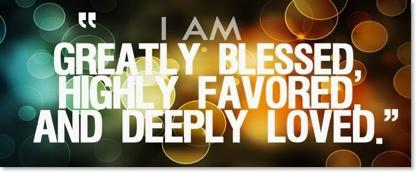 “I AM
GREATLY BLESSED,
HIGHLY FAVORED,
AND DEEPLY LOVED.”